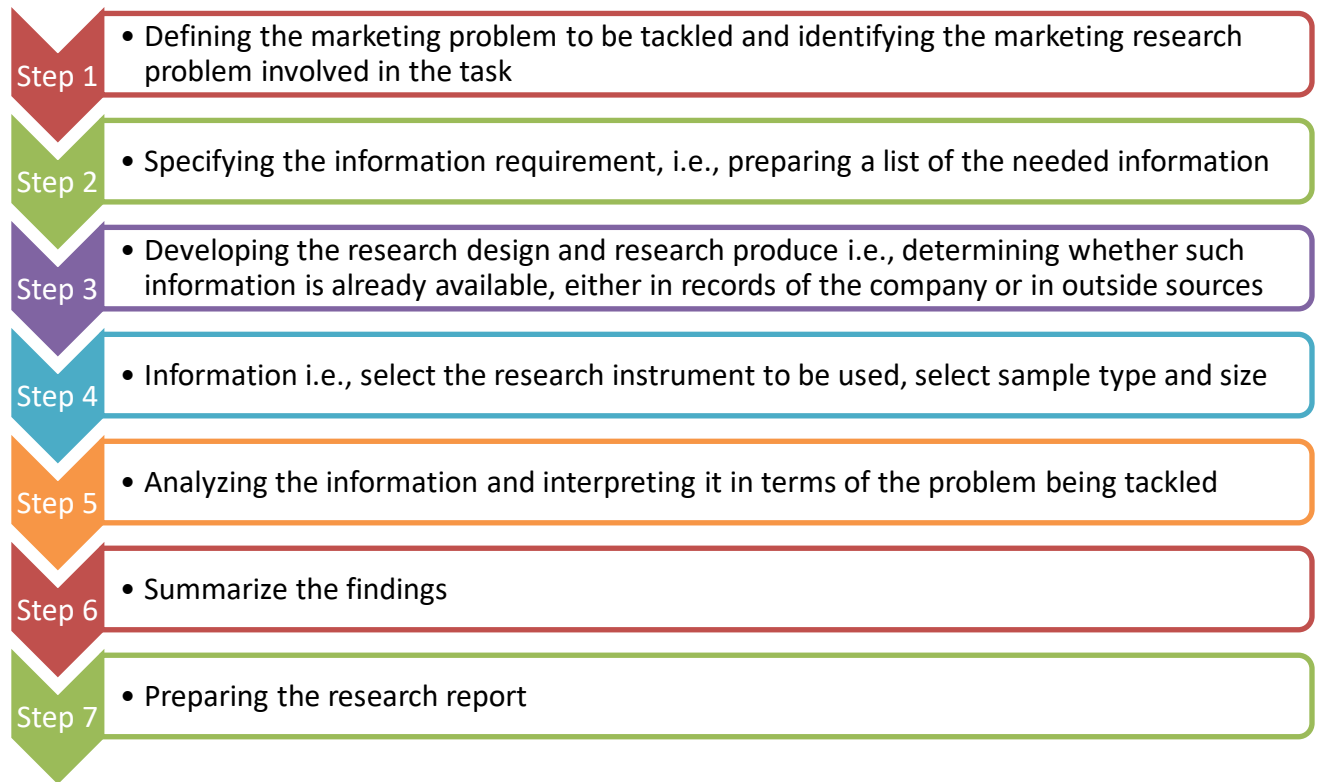 Step 1
• Defining the marketing problem to be tackled and identifying the marketing research
problem involved in the task
Step 2
• Specifying the information requirement, i.e., preparing a list of the needed information
Step 3
• Developing the research design and research produce i.e., determining whether such
information is already available, either in records of the company or in outside sources
Step 4
• Information i.e., select the research instrument to be used, select sample type and size
Step 5
• Analyzing the information and interpreting it in terms of the problem being tackled
Step 6
• Summarize the findings
Step 7
• Preparing the research report